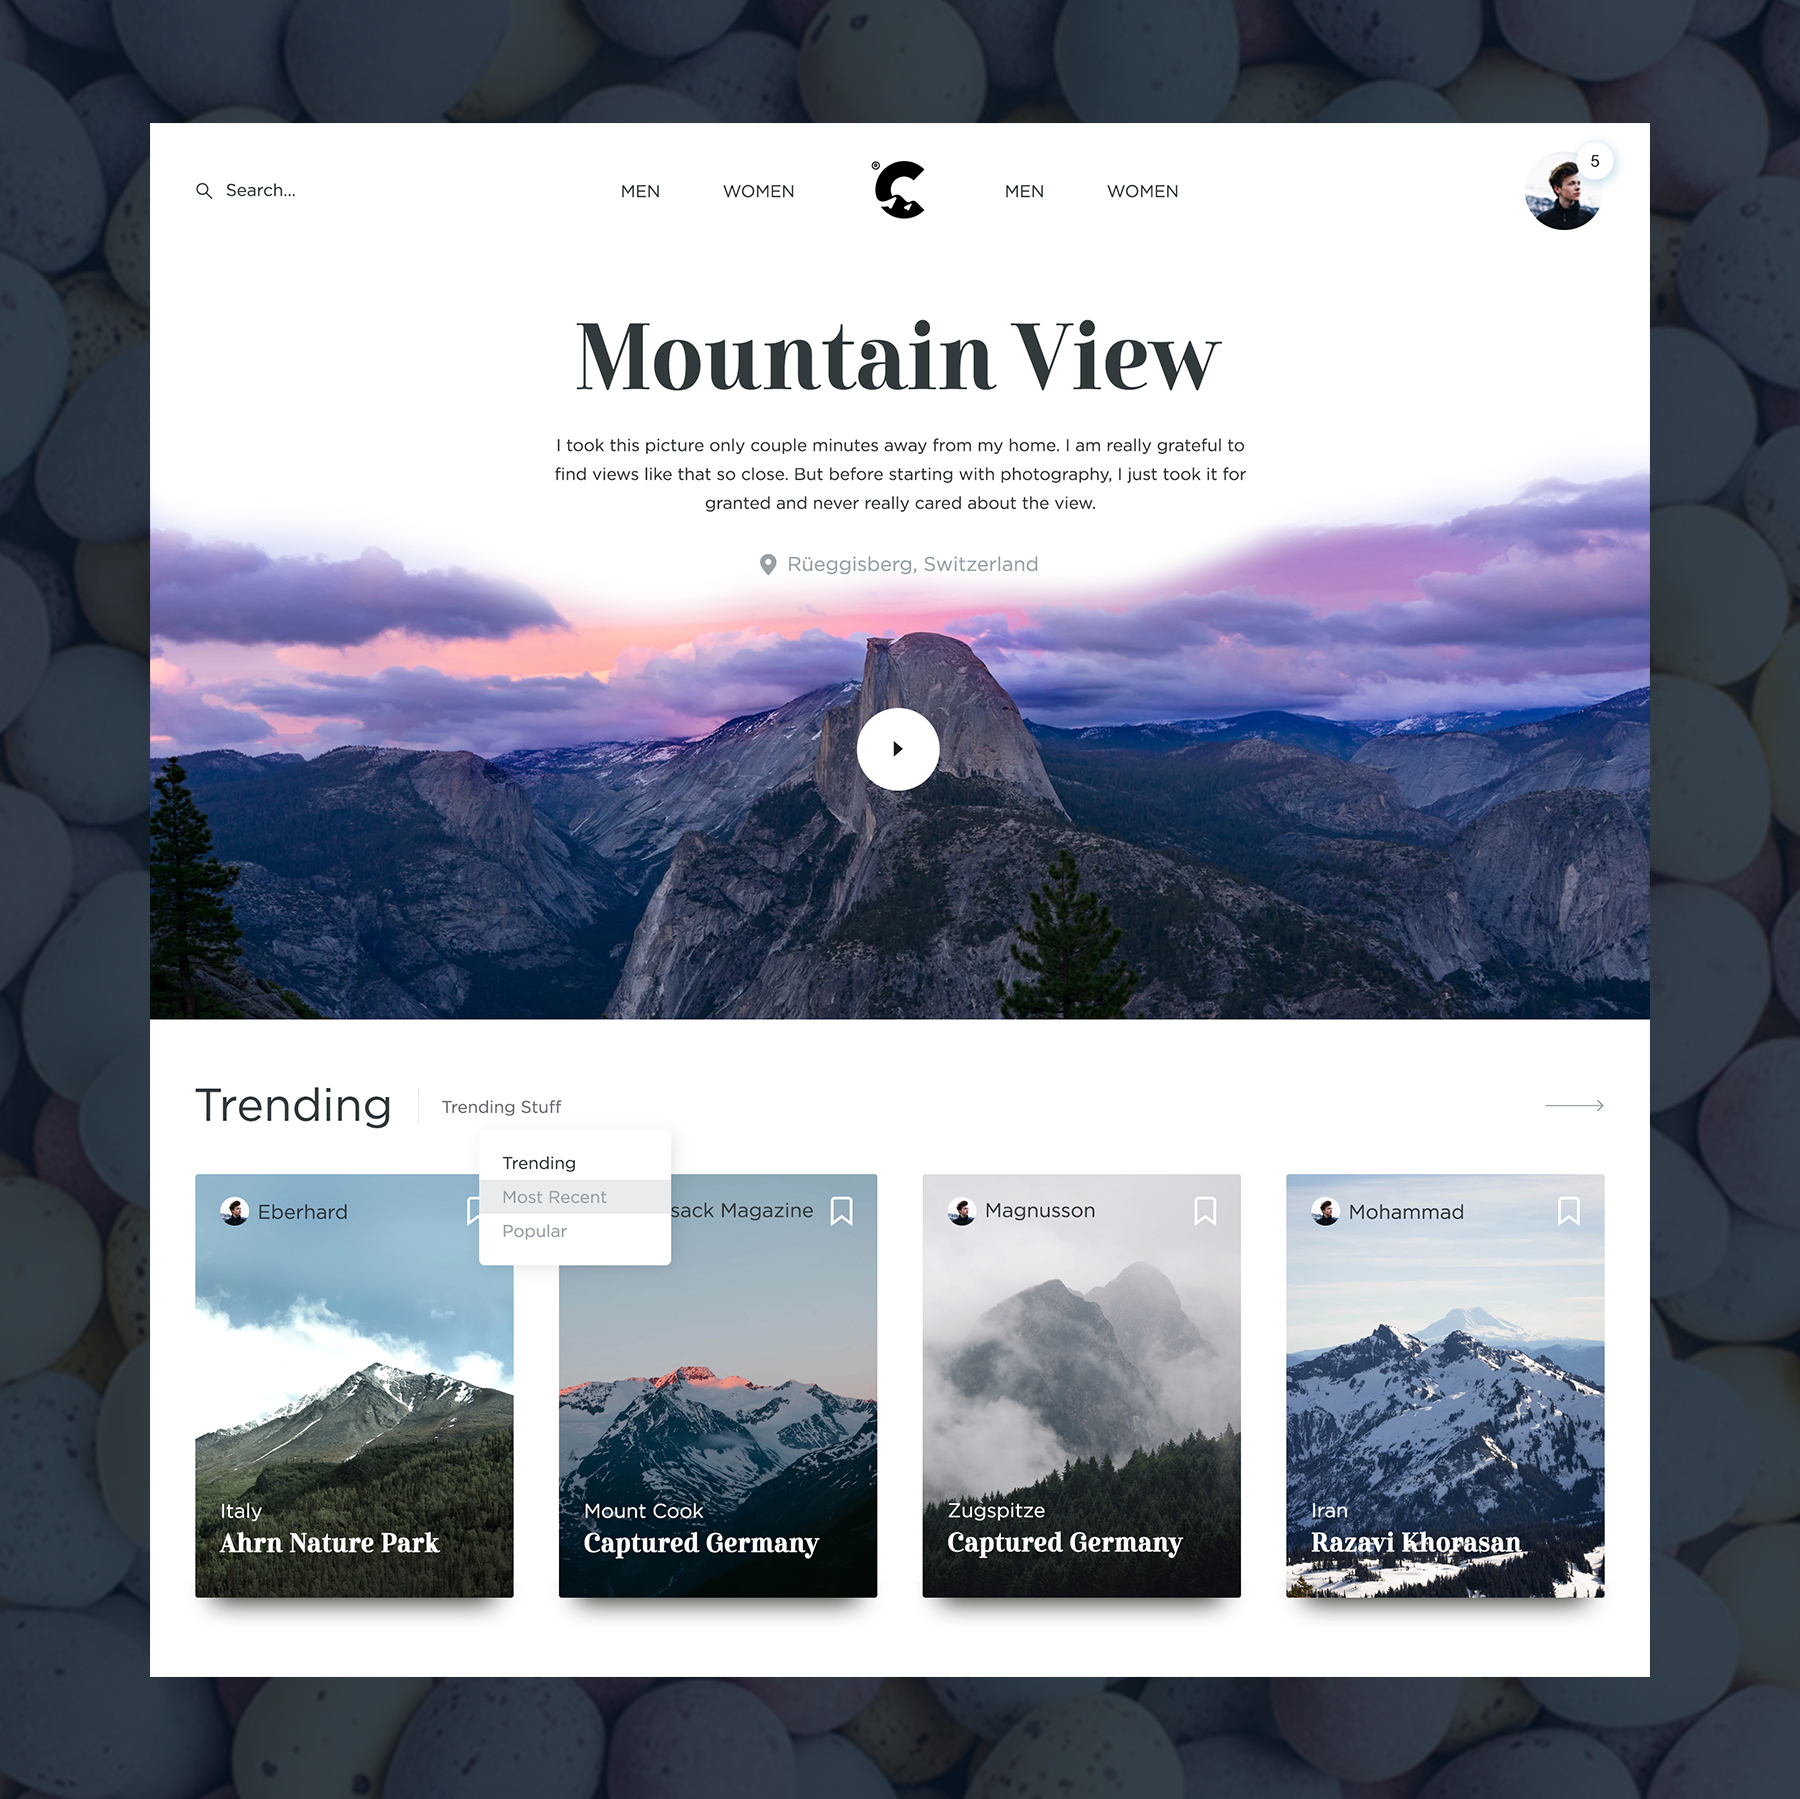 Search...
MEN
WOMEN
®
MEN
WOMEN
5
Mountain View
I took this picture only couple minutes away from my home. I am really grateful to
find views like that so close. But before starting with photography, I just took it for
granted and never really cared about the view.
Rüeggisberg, Switzerland
Trending
Trending Stuff
Trending
Most Recent
Popular
Eberhard
Italy
Ahrn Nature Park
Magazine
Mount Cook
Captured Germany
Magnusson
Zugspitze
Captured Germany
Mohammad
Iran
Razavi Khorasan